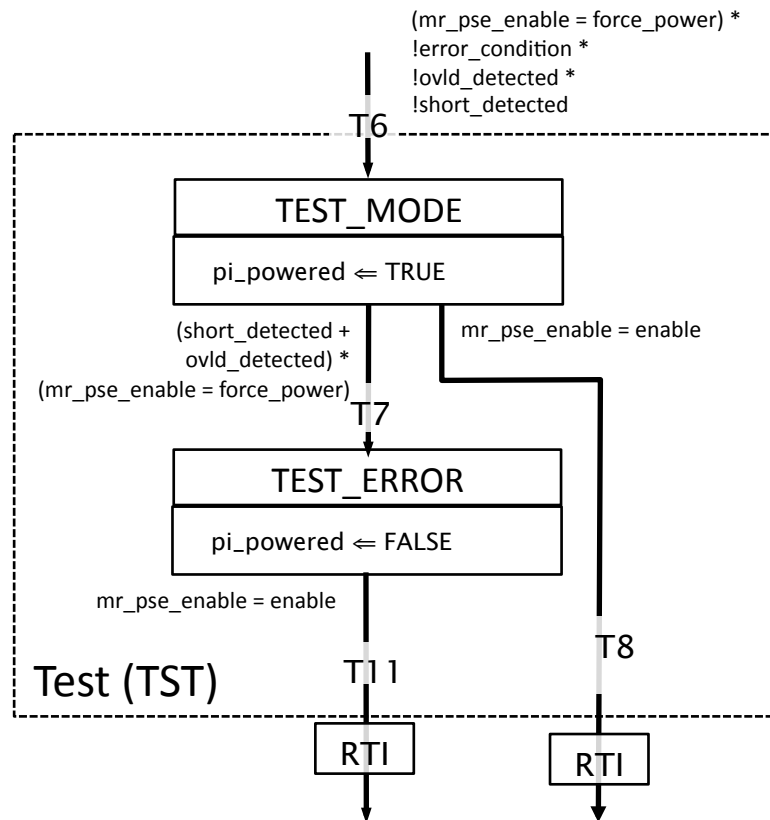 (mr_pse_enable = force_power) *
!error_condition *
!ovld_detected *
!short_detected
T6
TEST_MODE
pi_powered ⇐ TRUE
(short_detected +
ovld_detected) *
(mr_pse_enable = force_power)
mr_pse_enable = enable
T7
TEST_ERROR
pi_powered ⇐ FALSE
mr_pse_enable = enable
T8
Test (TST)
T11
RTI
RTI